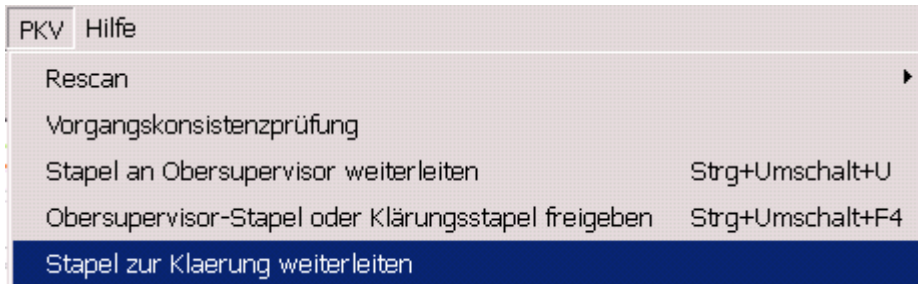 PKV Hilfe
Rescan
Vorgangskonsistenzprüfung
Stapel an Obersupervisor weiterleiten Strg+Umschalt+U
Obersupervisor-Stapel oder Klärungsstapel freigeben Strg+Umschalt+F4
Stapel zur Klaerung weiterleiten